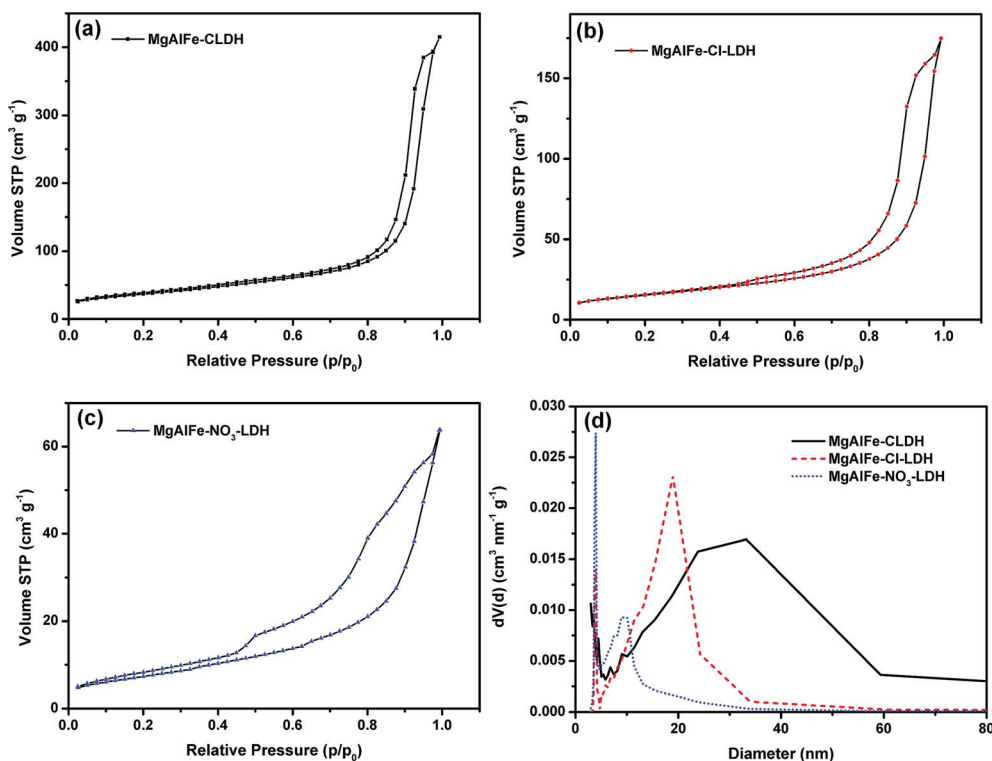 (a)
MgAlFe-CLDH
400
300
200
100
0
0.0 0.2 0.4 0.6 0.8 1.0
Volume STP (cm³ g⁻¹)
Relative Pressure (p/p₀)
(b)
MgAlFe-Cl-LDH
150
100
50
0
0.0 0.2 0.4 0.6 0.8 1.0
Volume STP (cm³ g⁻¹)
Relative Pressure (p/p₀)
(c)
MgAlFe-NO₃-LDH
60
40
20
0
0.0 0.2 0.4 0.6 0.8 1.0
Volume STP (cm³ g⁻¹)
Relative Pressure (p/p₀)
(d)
MgAlFe-CLDH
MgAlFe-Cl-LDH
MgAlFe-NO₃-LDH
0.030
0.025
0.020
0.015
0.010
0.005
0.000
0 20 40 60 80
dV(d) (cm³ nm⁻¹ g⁻¹)
Diameter (nm)